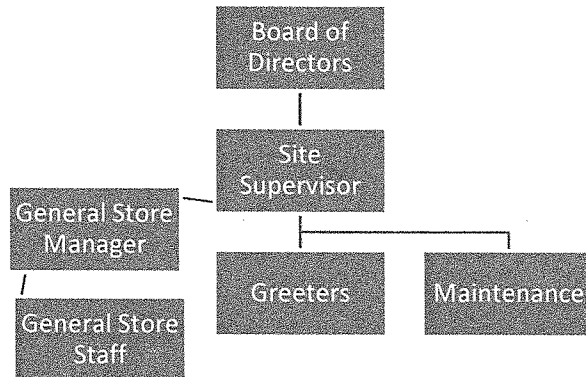 Board of
Directors
Site
Supervisor
General Store
Manager
Greeters
Maintenance
General Store
Staff